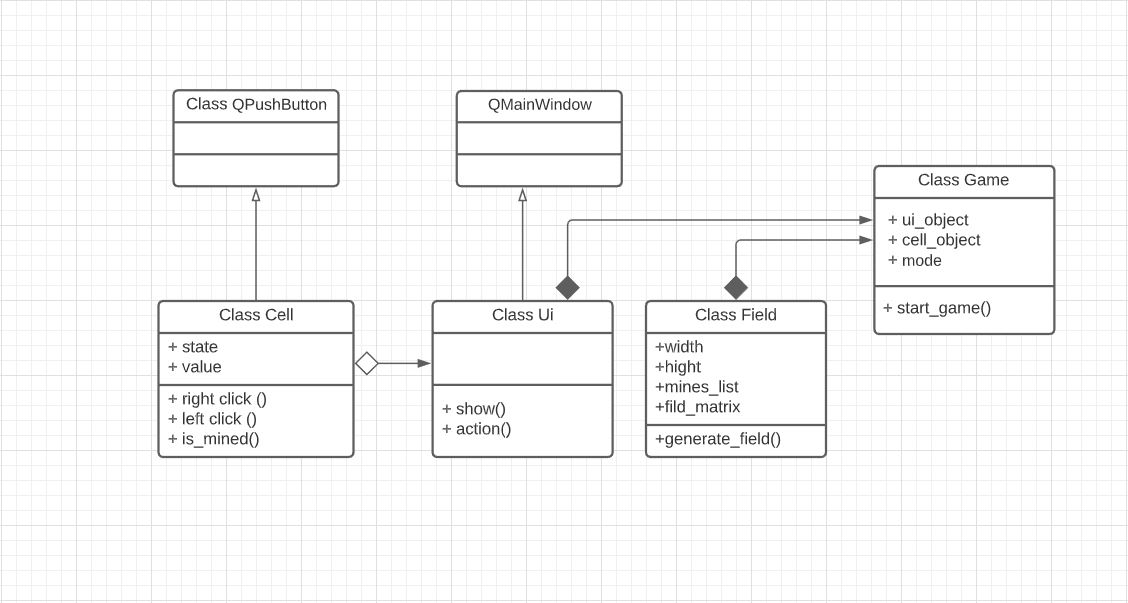 Class QPushButton
QMainWindow
Class Game
+ ui_object
+ cell_object
+ mode
+ start_game()
Class Cell
+ state
+ value
+ right click ()
+ left click ()
+ is_mined()
Class Ui
+ show()
+ action()
Class Field
+width
+hight
+mines_list
+fild_matrix
+generate_field()